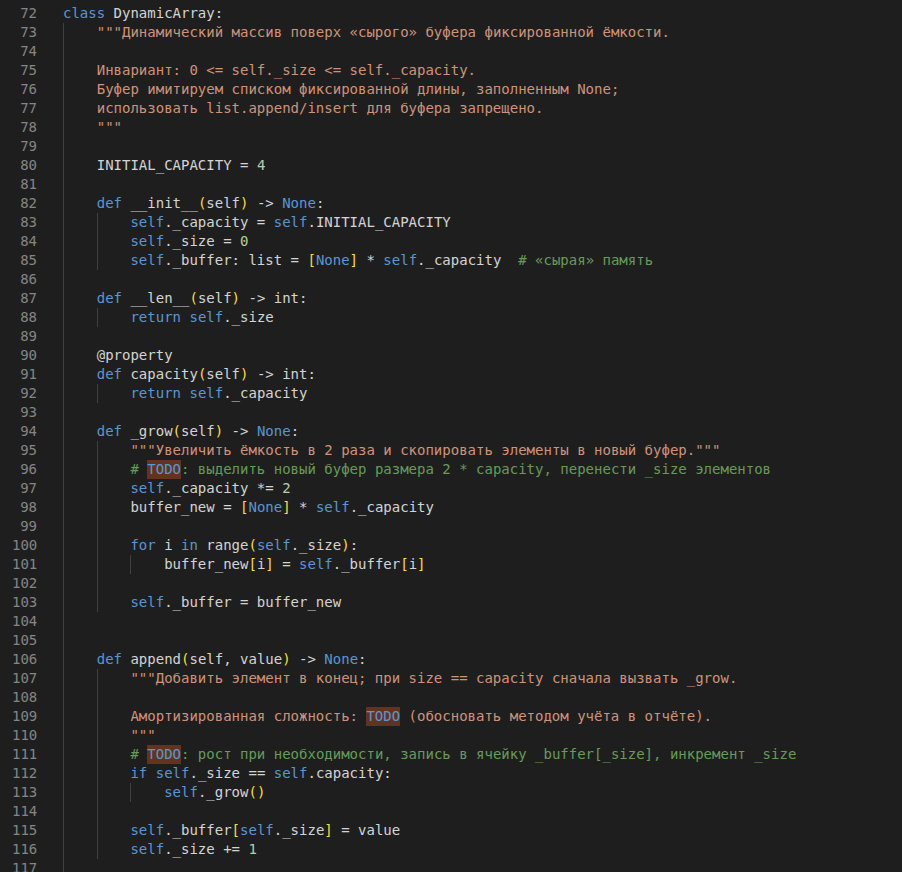 72 class DynamicArray:
73     """Динамический массив поверх «сырого» буфера фиксированной ёмкости.
74
75     Инвариант: 0 <= self._size <= self._capacity.
76     Буфер имитируем списком фиксированной длины, заполненным None;
77     использовать list.append/insert для буфера запрещено.
78     """
79
80     INITIAL_CAPACITY = 4
81
82     def __init__(self) -> None:
83         self._capacity = self.INITIAL_CAPACITY
84         self._size = 0
85         self._buffer: list = [None] * self._capacity  # «сырая» память
86
87     def __len__(self) -> int:
88         return self._size
89
90     @property
91     def capacity(self) -> int:
92         return self._capacity
93
94     def _grow(self) -> None:
95         """Увеличить ёмкость в 2 раза и скопировать элементы в новый буфер."""
96         # TODO: выделить новый буфер размера 2 * capacity, перенести _size элементов
97         self._capacity *= 2
98         buffer_new = [None] * self._capacity
99
100         for i in range(self._size):
101             buffer_new[i] = self._buffer[i]
102
103         self._buffer = buffer_new
104
105
106     def append(self, value) -> None:
107         """Добавить элемент в конец; при size == capacity сначала вызвать _grow.
108
109         Амортизированная сложность: TODO (обосновать методом учёта в отчёте).
110         """
111         # TODO: рост при необходимости, запись в ячейку _buffer[_size], инкремент _size
112         if self._size == self.capacity:
113             self._grow()
114
115         self._buffer[self._size] = value
116         self._size += 1
117